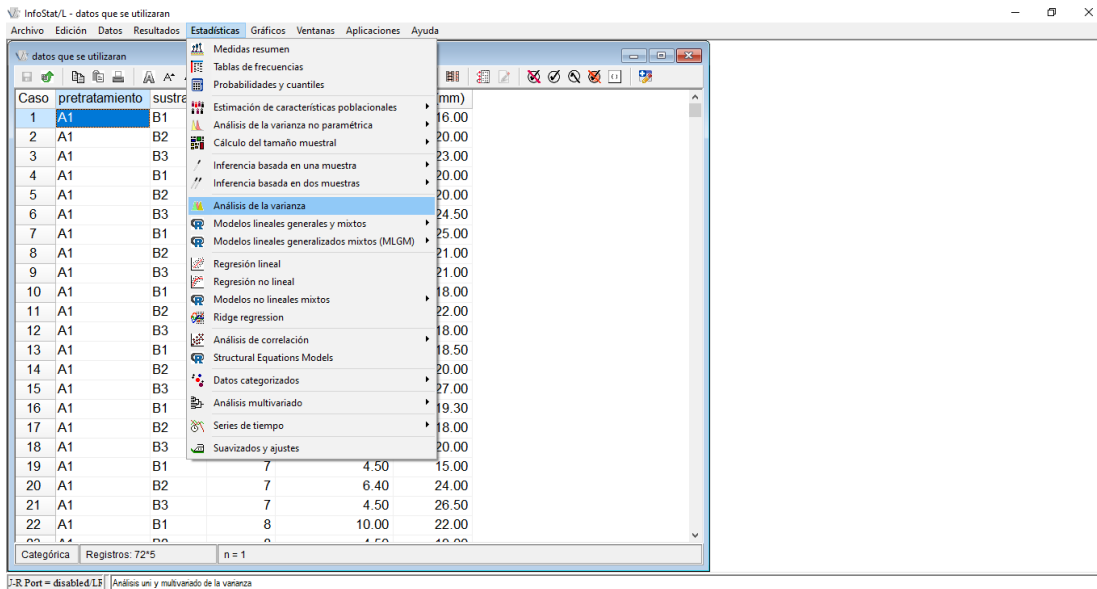 InfoStat/L - datos que se utilizaran
Archivo Edición Datos Resultados Estadísticas Gráficos Ventanas Aplicaciones Ayuda
datos que se utilizaran
Medidas resumen
Tablas de frecuencias
Probabilidades y cuantiles
Estimación de características poblacionales
Análisis de la varianza no paramétrica
Cálculo del tamaño muestral
Inferencia basada en una muestra
Inferencia basada en dos muestras
Análisis de la varianza
Modelos lineales generales y mixtos
Modelos lineales generalizados mixtos (MLGM)
Regresión lineal
Regresión no lineal
Modelos no lineales mixtos
Ridge regression
Análisis de correlación
Structural Equations Models
Datos categorizados
Análisis multivariado
Series de tiempo
Suavizados y ajustes
Caso pretratamiento sustra (mm)
1 A1 B1 16.00
2 A1 B2 20.00
3 A1 B3 23.00
4 A1 B1 20.00
5 A1 B2 20.00
6 A1 B3 24.50
7 A1 B1 25.00
8 A1 B2 21.00
9 A1 B3 21.00
10 A1 B1 18.00
11 A1 B2 22.00
12 A1 B3 18.00
13 A1 B1 18.50
14 A1 B2 20.00
15 A1 B3 27.00
16 A1 B1 19.30
17 A1 B2 18.00
18 A1 B3 20.00
19 A1 B1 7 4.50 15.00
20 A1 B2 7 6.40 24.00
21 A1 B3 7 4.50 26.50
22 A1 B1 8 10.00 22.00
Categórica Registros: 72*5 n = 1
Análisis uni y multivariado de la varianza